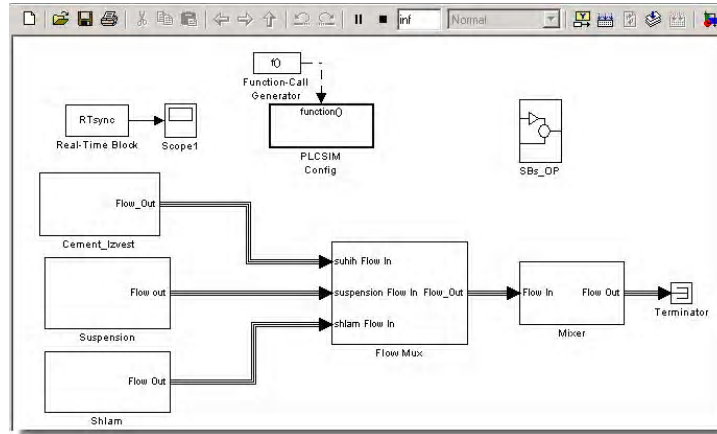 inf
Normal
f()
Function-Call
Generator
function()
PLCSIM
Config
RTsync
Real-Time Block
Scope1
SBs_OP
Flow_Out
Cement_Izvest
Flow out
Suspension
Flow Out
Shlam
suhih Flow In
suspension Flow In
Flow_Out
shlam Flow In
Flow Mux
Flow In
Flow Out
Mixer
Terminator